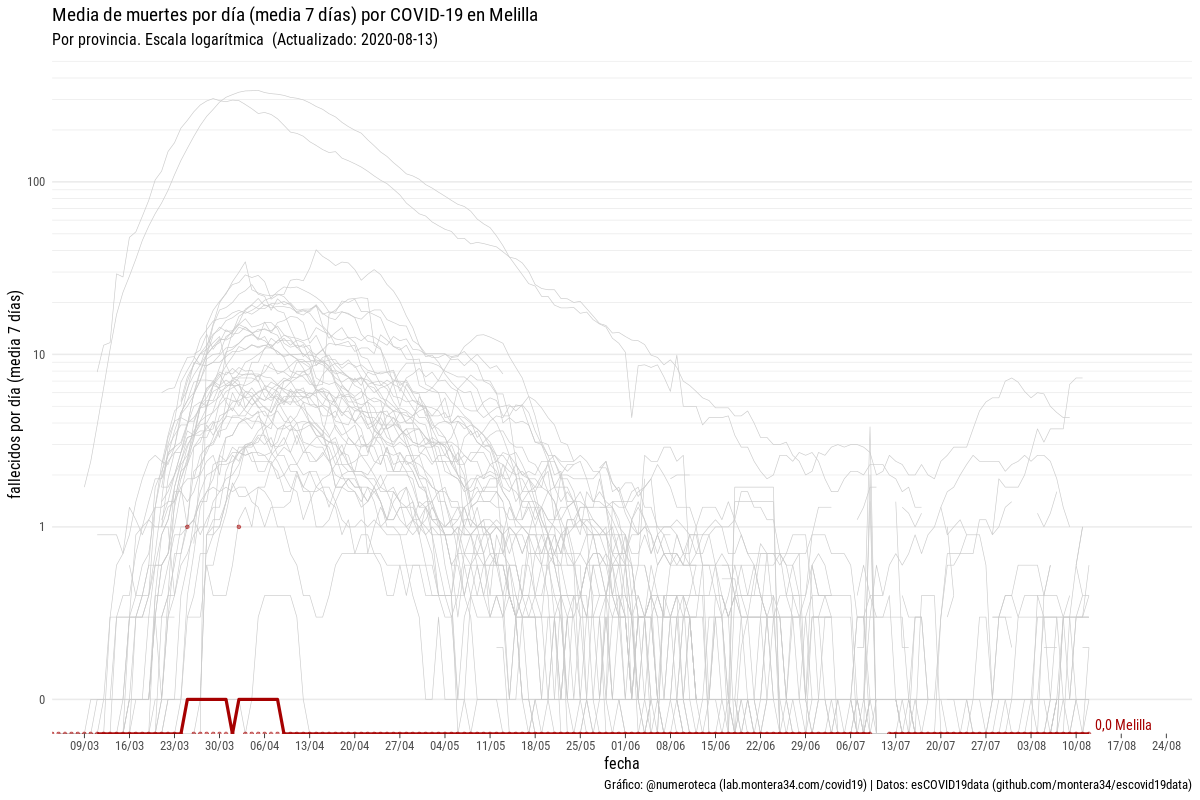 Media de muertes por día (media 7 días) por COVID-19 en Melilla
Por provincia. Escala logarítmica  (Actualizado: 2020-08-13)
fallecidos por día (media 7 días)
100
10
1
0
0,0 Melilla
09/03 16/03 23/03 30/03 06/04 13/04 20/04 27/04 04/05 11/05 18/05 25/05 01/06 08/06 15/06 22/06 29/06 06/07 13/07 20/07 27/07 03/08 10/08 17/08 24/08
fecha
Gráfico: @numeroteca (lab.montera34.com/covid19) | Datos: esCOVID19data (github.com/montera34/escovid19data)